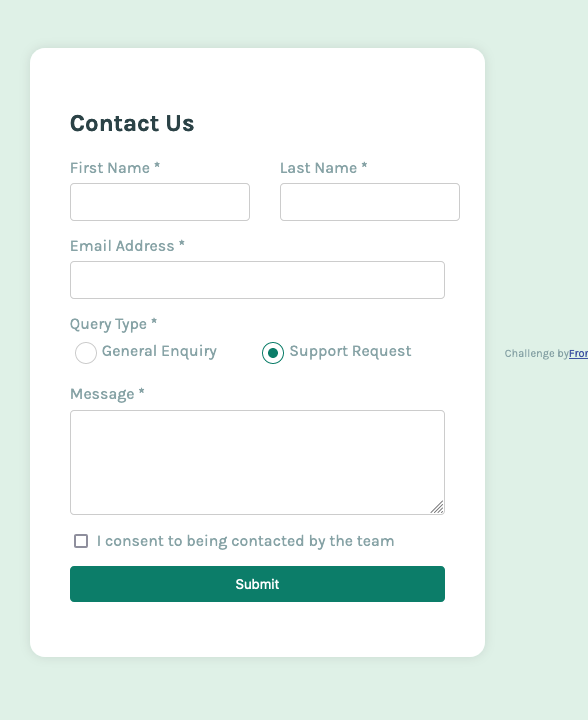 Contact Us
First Name *
Last Name *
Email Address *
Query Type *
General Enquiry
Support Request
Challenge by
Message *
I consent to being contacted by the team
Submit